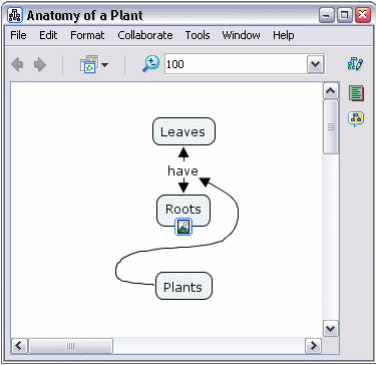 Anatomy of a Plant
File Edit Format Collaborate Tools Window Help
100
Leaves
have
Roots
Plants